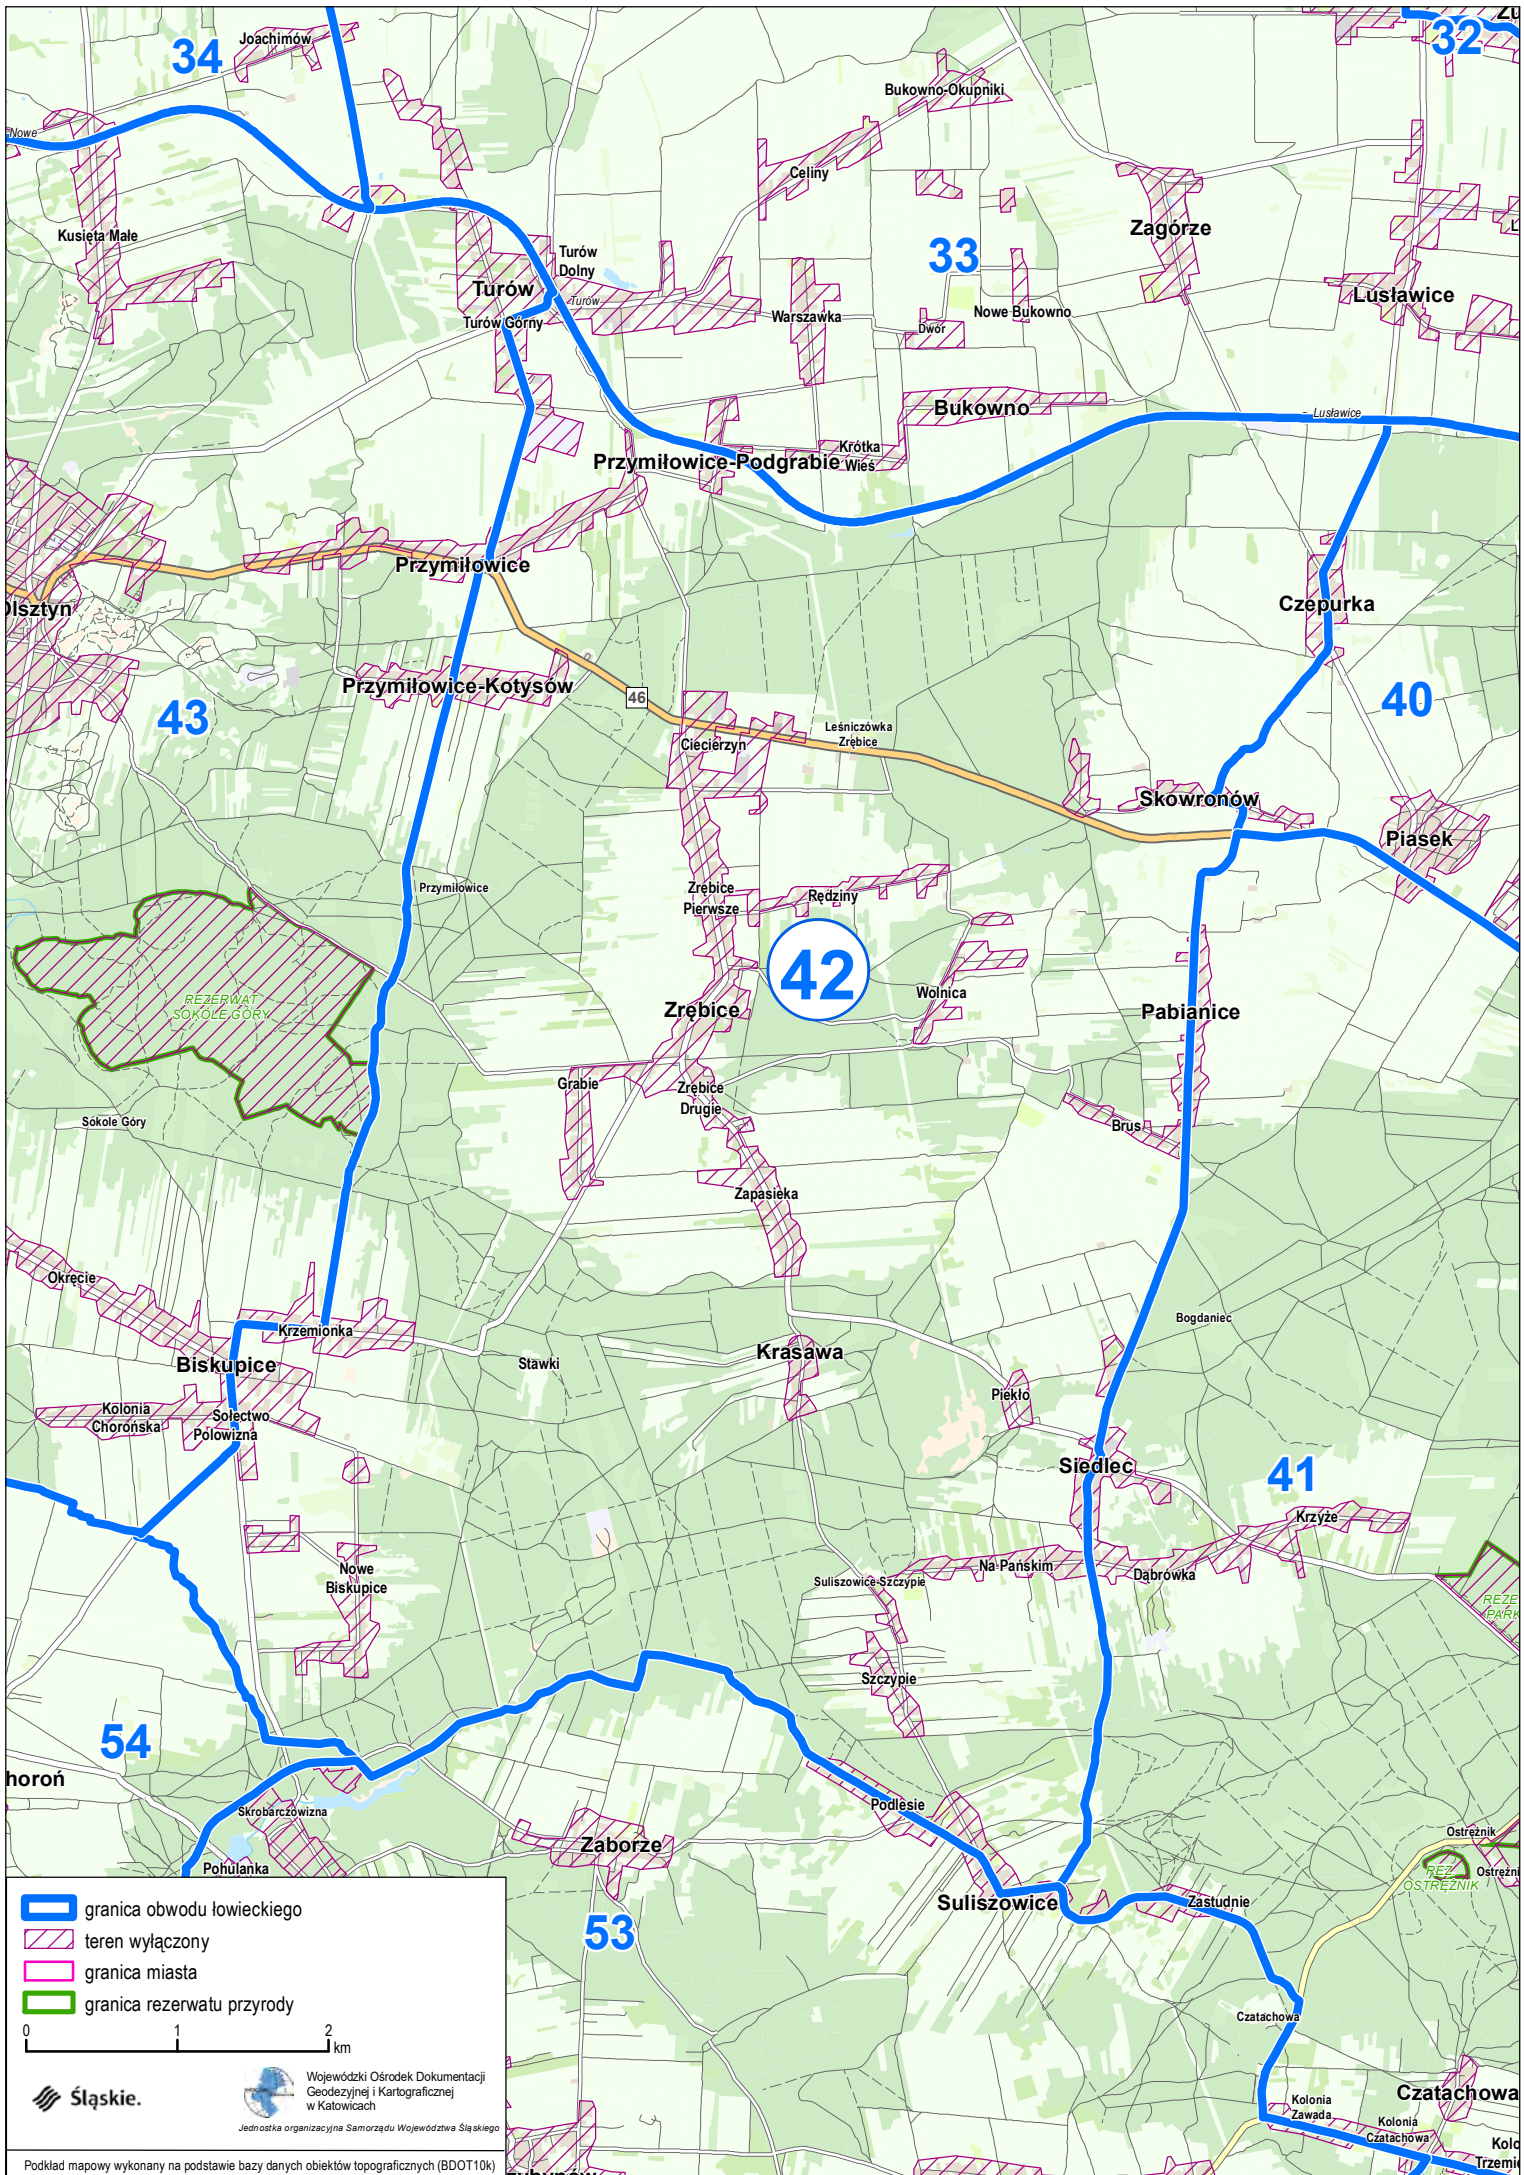 34
Joachimów
32
Bukowno-Okupniki
Nowe
Celiny
Kusięta Małe
Zagórze
33
Turów
Dolny
Turów
Turów
Turów Górny
Warszawka
Dwór
Nowe Bukowno
Lusławice
Bukowno
Lusławice
Krótka
Wieś
Przymiłowice-Podgrabie
Przymiłowice
Olsztyn
Czepurka
Przymiłowice-Kotysów
46
43
40
Ciecierzyn
Leśniczówka
Zrębice
Skowronów
Piasek
Przymiłowice
Zrębice
Pierwsze
Rędziny
42
REZERWAT
SOKOLE GÓRY
Wolnica
Zrębice
Pabianice
Grabie
Zrębice
Drugie
Sokole Góry
Brus
Zapasieka
Okręcie
Krzemionka
Bogdaniec
Biskupice
Stawki
Krasawa
Piekło
Kolonia
Chorońska
Sołectwo
Polowizna
Siedlec
41
Krzyże
Na Pańskim
Dąbrówka
Nowe
Biskupice
Suliszowice-Szczypie
REZE
PARK
Szczypie
54
horoń
Skrobarczowizna
Podlesie
Zaborze
Pohulanka
Ostrężnik
REZ.
OSTRĘŻNIK
Ostrężni
Suliszowice
Zastudnie
53
Czatachowa
Czatachowa
Kolonia
Zawada
Kolonia
Czatachowa
Kolo
Trzemi
granica obwodu łowieckiego
teren wyłączony
granica miasta
granica rezerwatu przyrody
0 1 2
km
Śląskie.
Wojewódzki Ośrodek Dokumentacji
Geodezyjnej i Kartograficznej
w Katowicach
Jednostka organizacyjna Samorządu Województwa Śląskiego
Podkład mapowy wykonany na podstawie bazy danych obiektów topograficznych (BDOT10k)